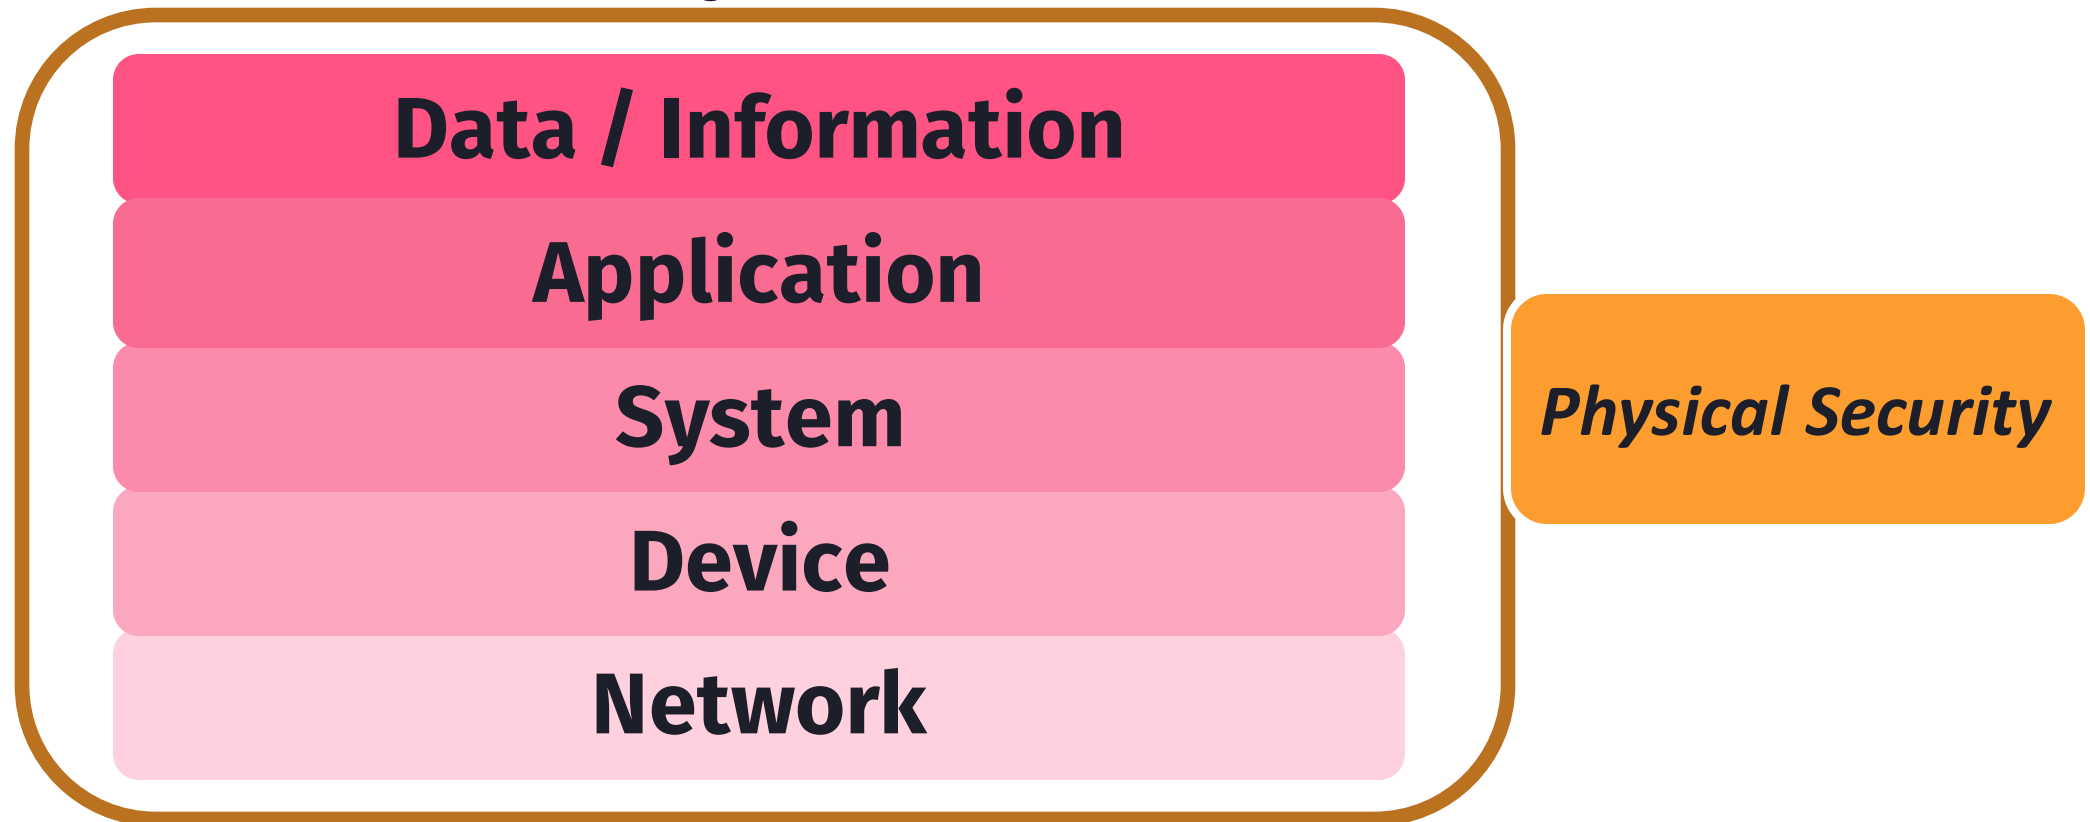 Data / Information
Application
System
Device
Network
Physical Security